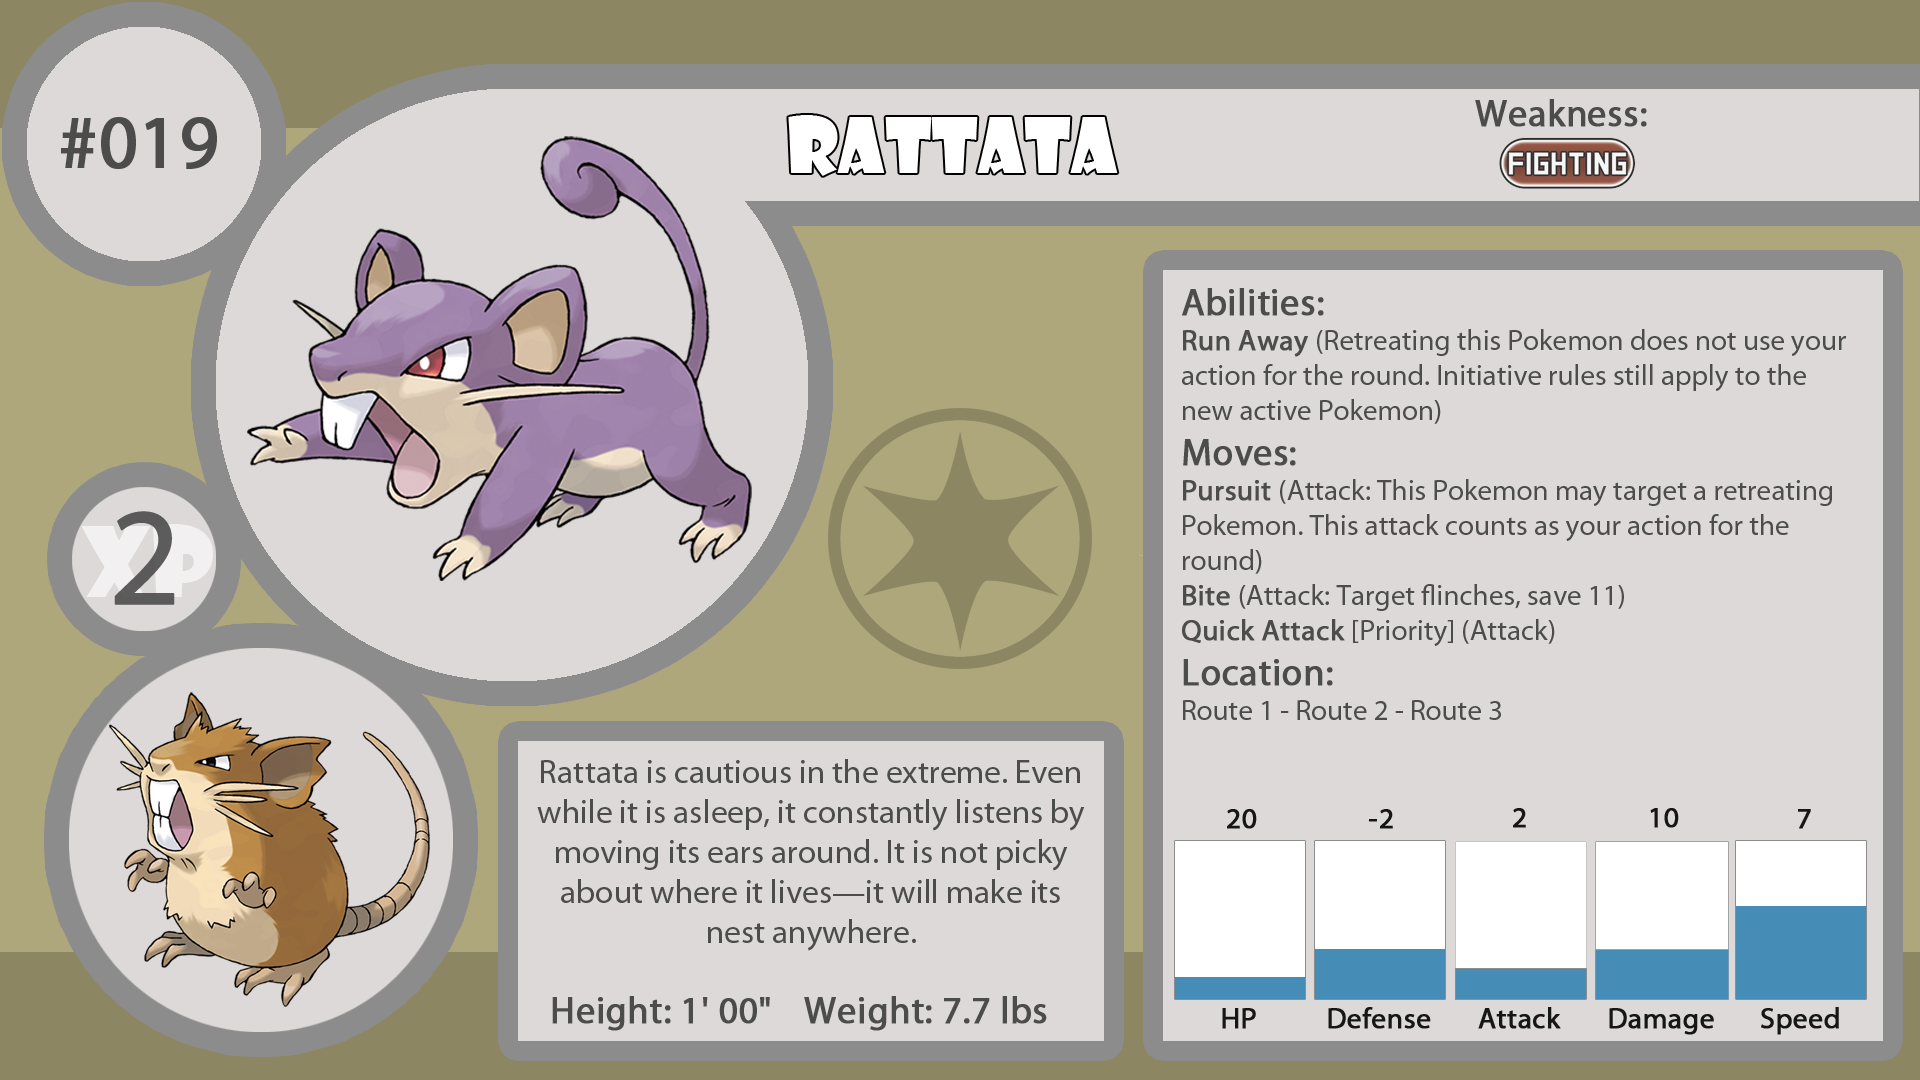 #019
RATTATA
Weakness:
FIGHTING
XP
2
Abilities:
Run Away (Retreating this Pokemon does not use your
action for the round. Initiative rules still apply to the
new active Pokemon)
Moves:
Pursuit (Attack: This Pokemon may target a retreating
Pokemon. This attack counts as your action for the
round)
Bite (Attack: Target flinches, save 11)
Quick Attack [Priority] (Attack)
Location:
Route 1 - Route 2 - Route 3
Rattata is cautious in the extreme. Even
while it is asleep, it constantly listens by
moving its ears around. It is not picky
about where it lives—it will make its
nest anywhere.
Height: 1' 00" Weight: 7.7 lbs
20 -2 2 10 7
HP Defense Attack Damage Speed